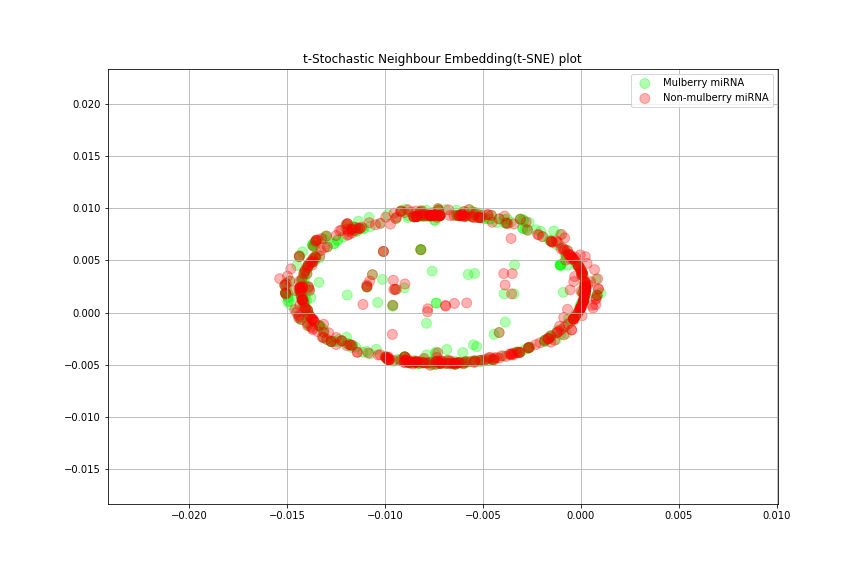 t-Stochastic Neighbour Embedding(t-SNE) plot
Mulberry miRNA
Non-mulberry miRNA
0.020
0.015
0.010
0.005
0.000
−0.005
−0.010
−0.015
−0.020 −0.015 −0.010 −0.005 0.000 0.005 0.010